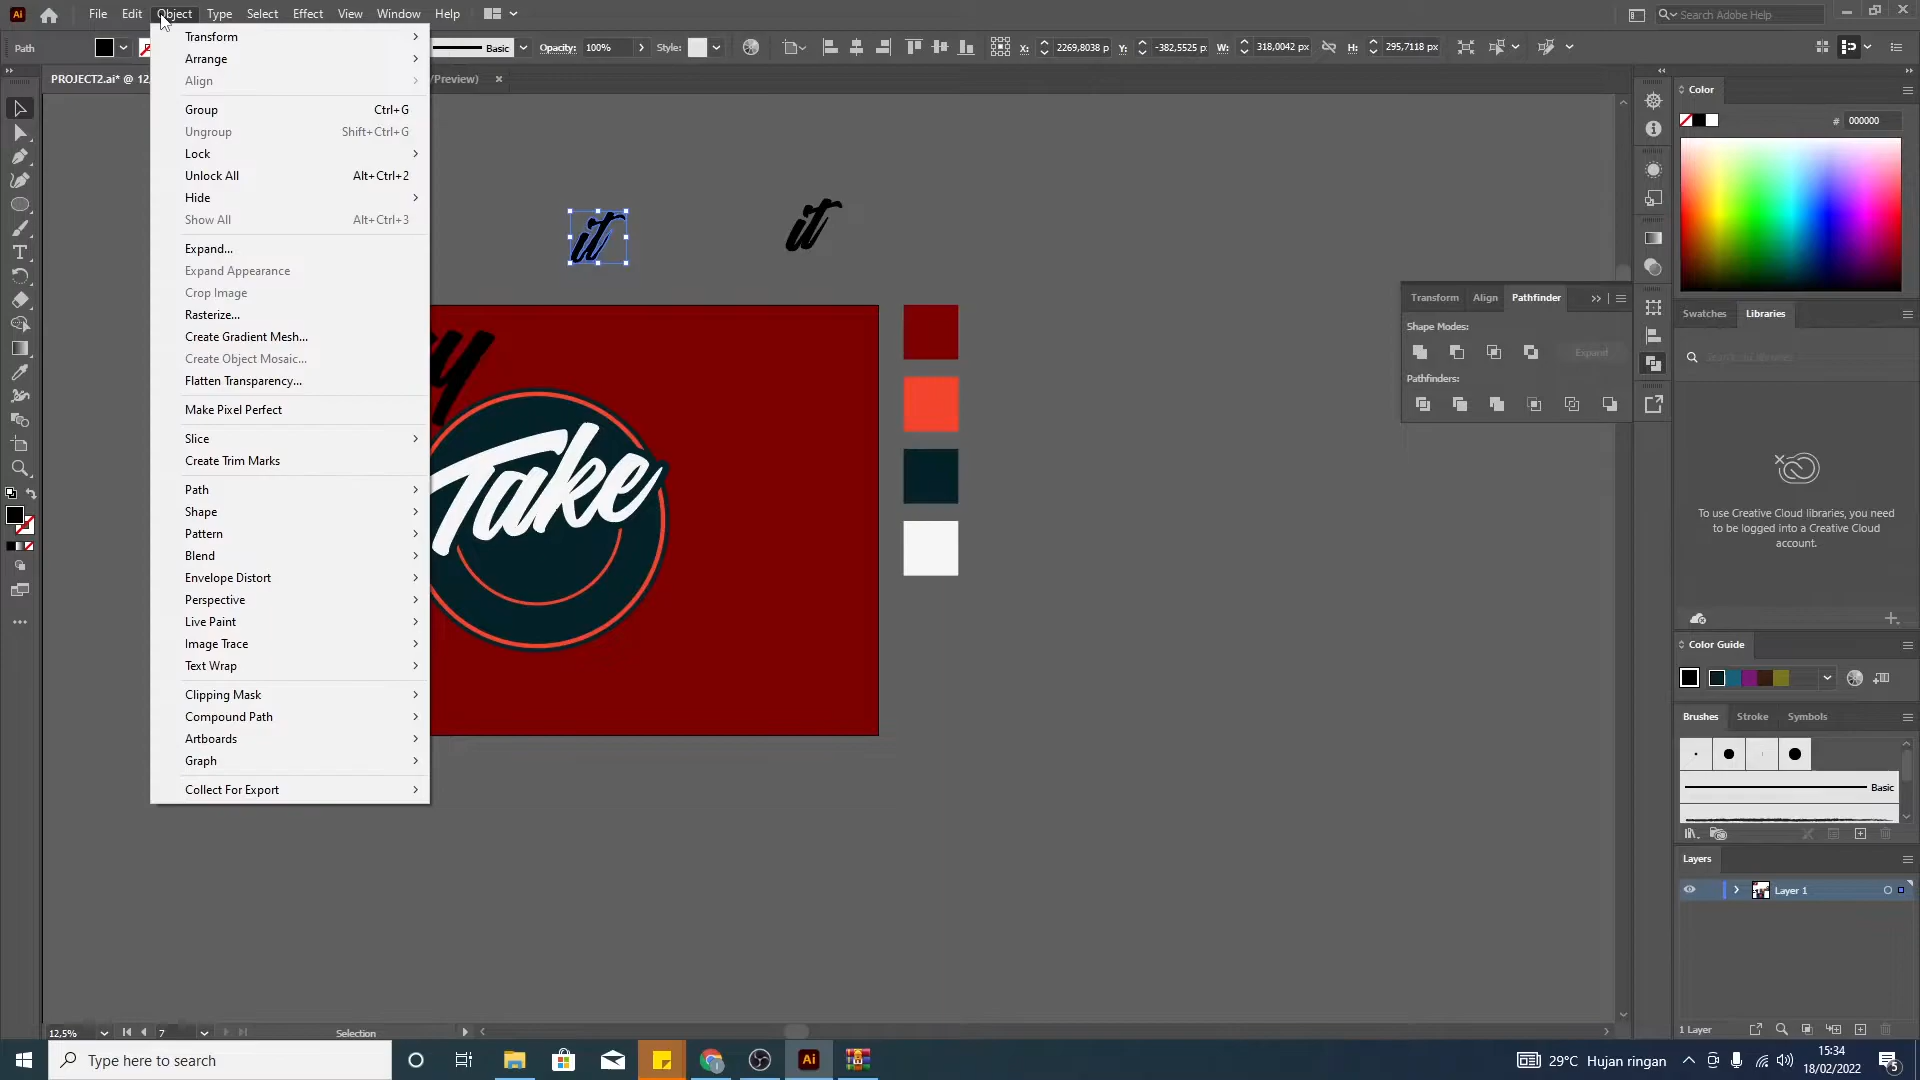 Ai File Edit Object Type Select Effect View Window Help Search Adobe Help
Path Basic Opacity: 100% Style: X: 2269,8038 p Y: -382,5525 p: W: 318,0042 px H: 295,7118 px
PROJECT2.ai* @ 12, /Preview) ×
Transform
Arrange
Align
Group Ctrl+G
Ungroup Shift+Ctrl+G
Lock
Unlock All Alt+Ctrl+2
Hide
Show All Alt+Ctrl+3
Expand...
Expand Appearance
Crop Image
Rasterize...
Create Gradient Mesh...
Create Object Mosaic...
Flatten Transparency...
Make Pixel Perfect
Slice
Create Trim Marks
Path
Shape
Pattern
Blend
Envelope Distort
Perspective
Live Paint
Image Trace
Text Wrap
Clipping Mask
Compound Path
Artboards
Graph
Collect For Export
it it
y
Take
Transform Align Pathfinder
Shape Modes:
Expand
Pathfinders:
Color
# 000000
Swatches Libraries
To use Creative Cloud libraries, you
need to be logged into a Creative Cloud
account.
Color Guide
Brushes Stroke Symbols
Basic
Layers
Layer 1
1 Layer
12,5% 7 Selection
Type here to search
Ai
29°C Hujan ringan
15:34
18/02/2022
5